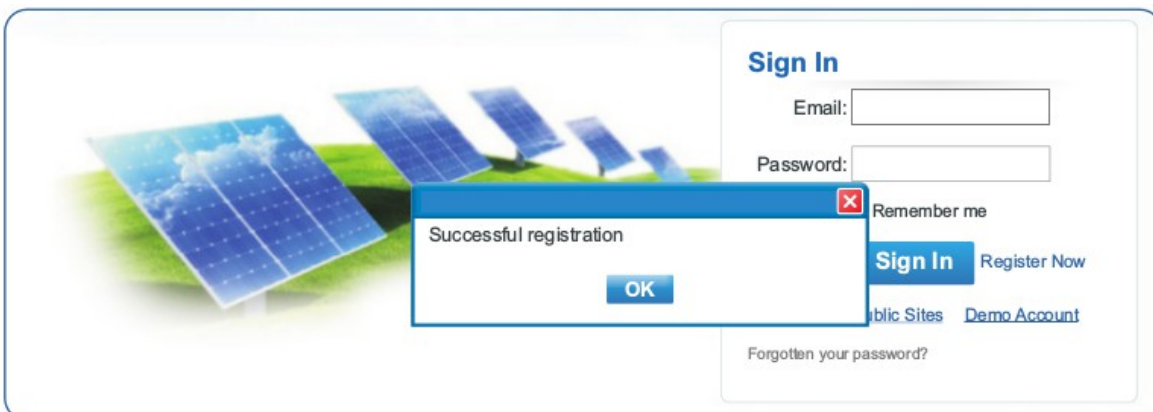 Sign In
Email:
Password:
Remember me
Successful registration
OK
Sign In Register Now
Sites Demo Account
Forgotten your password?